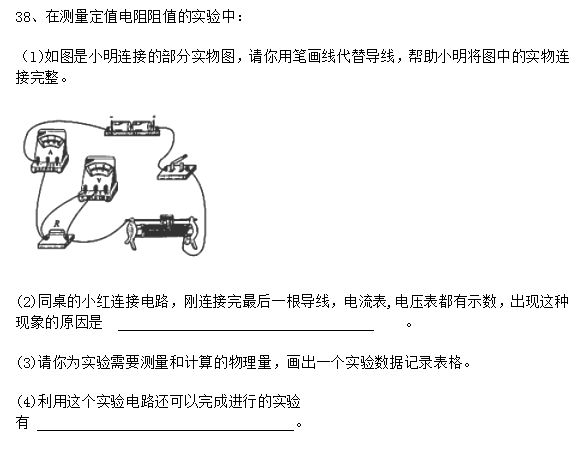 38、在测量定值电阻阻值的实验中：
（1)如图是小明连接的部分实物图，请你用笔画线代替导线，帮助小明将图中的实物连
接完整。
- +
A
V
R
(2)同桌的小红连接电路，刚连接完最后一根导线，电流表,电压表都有示数，出现这种
现象的原因是 ________________________________ 。
(3)请你为实验需要测量和计算的物理量，画出一个实验数据记录表格。
(4)利用这个实验电路还可以完成进行的实验
有 ________________________________。